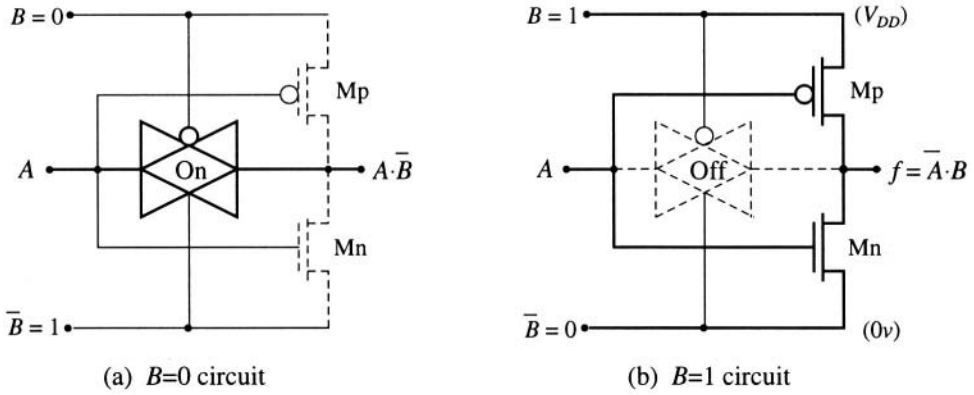 B = 0
Mp
A
On
A·B̅
Mn
B̅ = 1
(a) B=0 circuit
B = 1
(V_DD)
Mp
A
Off
f = A̅·B
Mn
B̅ = 0
(0v)
(b) B=1 circuit